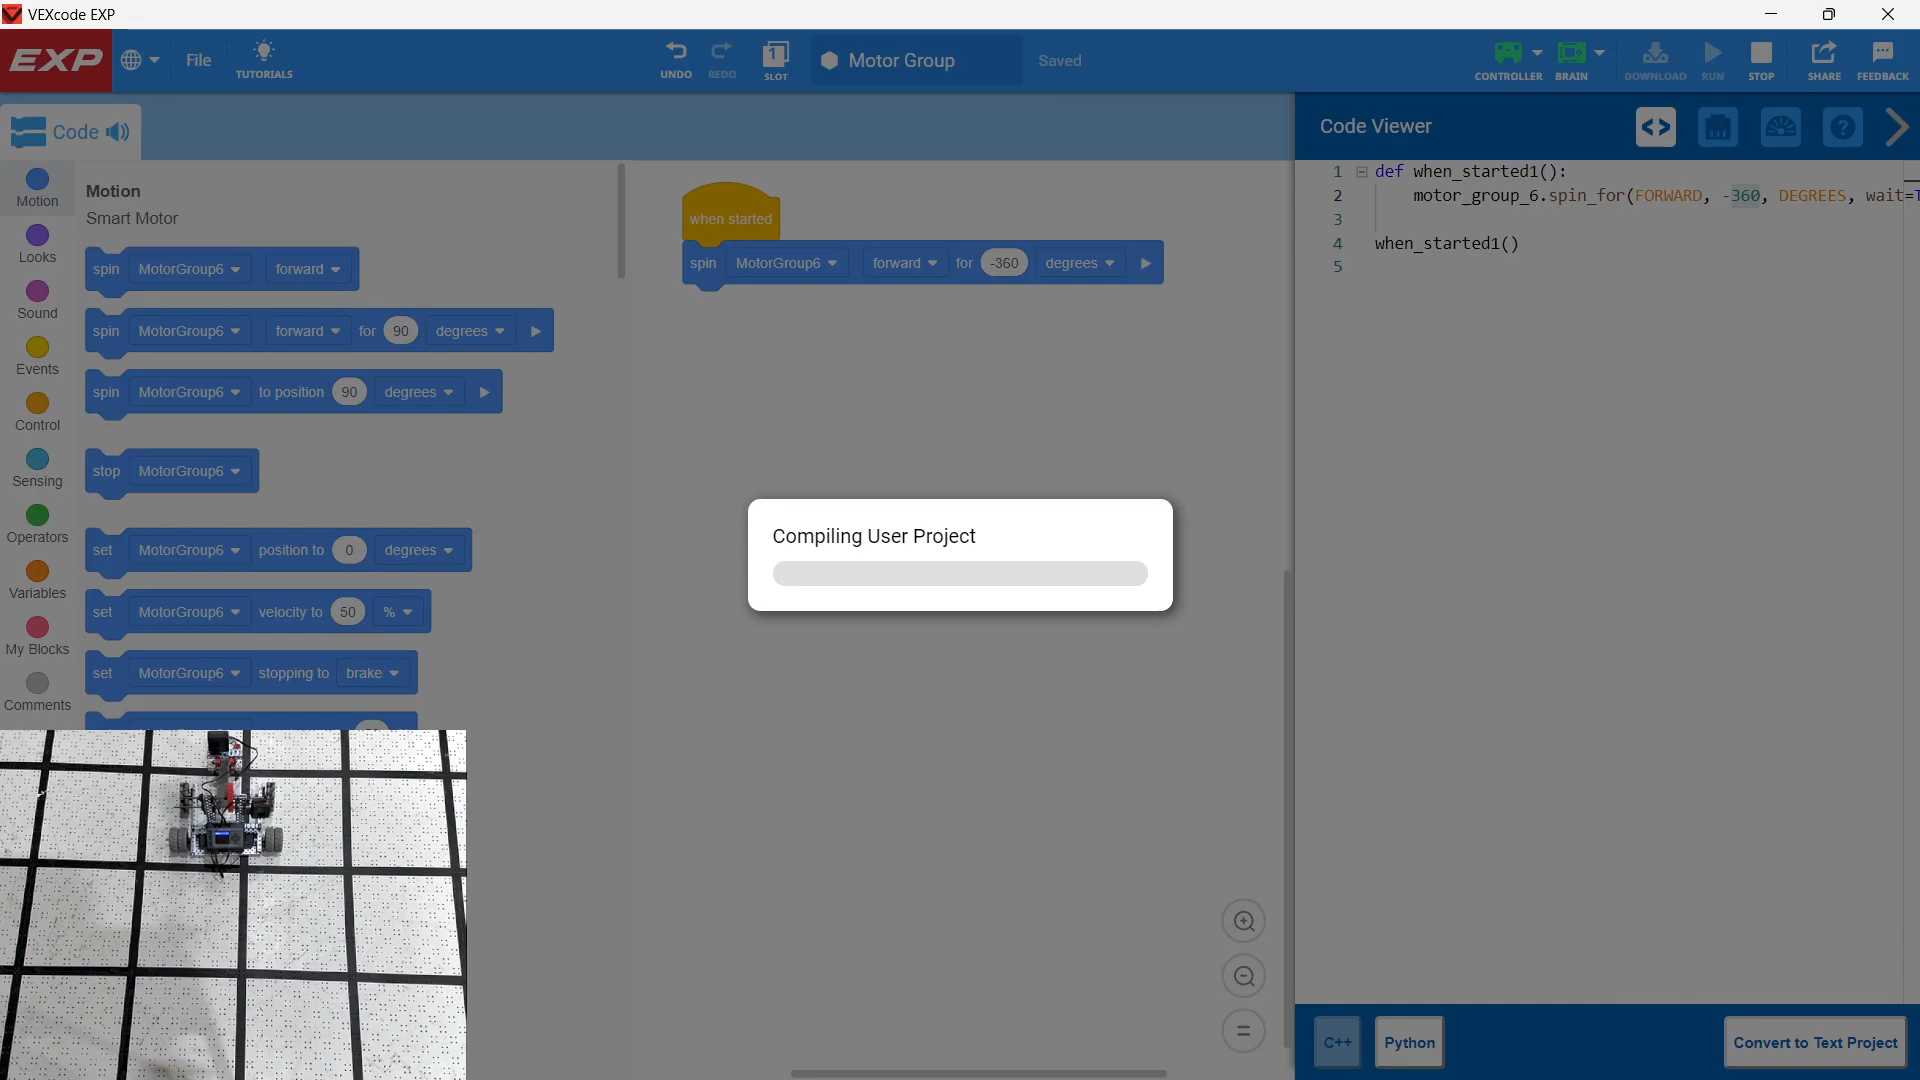 VEXcode EXP
EXP
File
TUTORIALS
UNDO
REDO
1
SLOT
Motor Group
Saved
CONTROLLER
BRAIN
DOWNLOAD
RUN
STOP
SHARE
FEEDBACK
Code
Code Viewer
Motion
Looks
Sound
Events
Control
Sensing
Operators
Variables
My Blocks
Comments
Motion
Smart Motor
spin MotorGroup6 forward
spin MotorGroup6 forward for 90 degrees
spin MotorGroup6 to position 90 degrees
stop MotorGroup6
set MotorGroup6 position to 0 degrees
set MotorGroup6 velocity to 50 %
set MotorGroup6 stopping to brake
when started
spin MotorGroup6 forward for -360 degrees
Compiling User Project
1 def when_started1():
2 motor_group_6.spin_for(FORWARD, -360, DEGREES, wait=T
3
4 when_started1()
5
C++
Python
Convert to Text Project